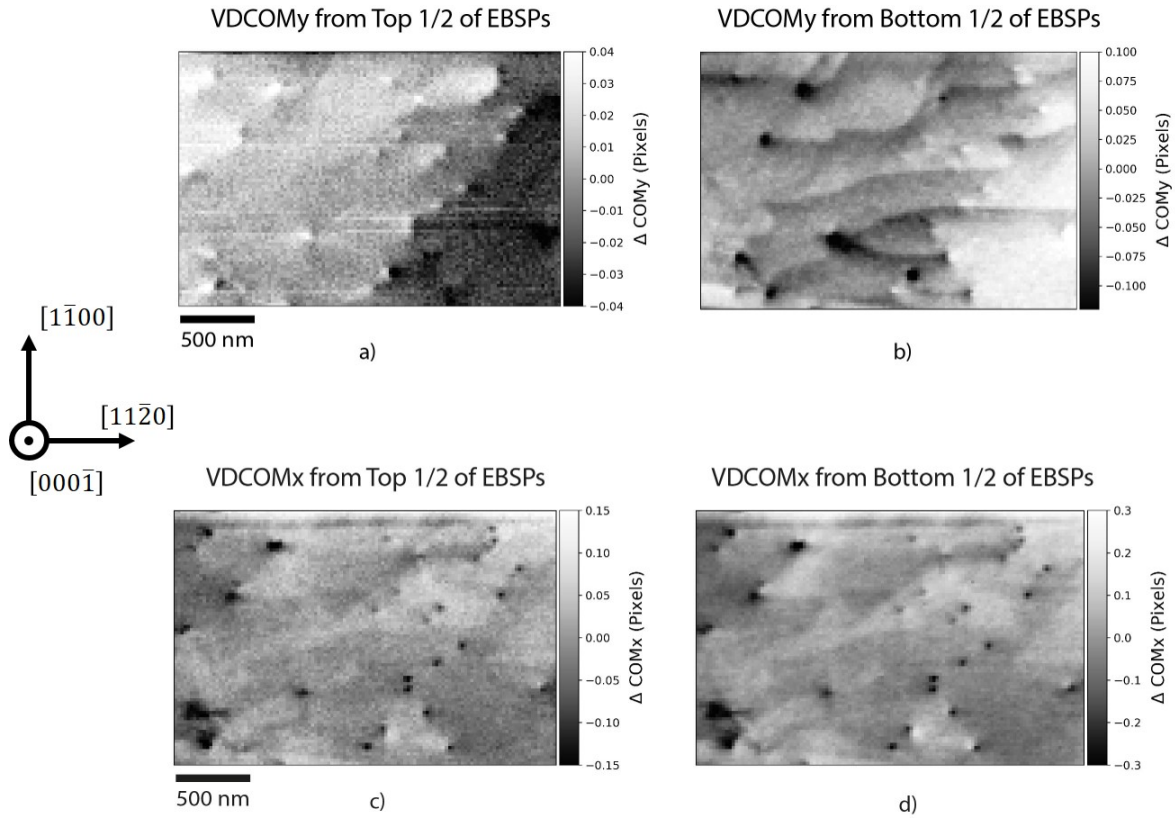 VDCOMy from Top 1/2 of EBSPs
VDCOMy from Bottom 1/2 of EBSPs
0.04
0.03
0.02
0.01
0.00
−0.01
−0.02
−0.03
−0.04
Δ COMy (Pixels)
0.100
0.075
0.050
0.025
0.000
−0.025
−0.050
−0.075
−0.100
Δ COMy (Pixels)
500 nm
a)
b)
[11̅00]
[112̅0]
[0001̅]
VDCOMx from Top 1/2 of EBSPs
VDCOMx from Bottom 1/2 of EBSPs
0.15
0.10
0.05
0.00
−0.05
−0.10
−0.15
Δ COMx (Pixels)
0.3
0.2
0.1
0.0
−0.1
−0.2
−0.3
Δ COMx (Pixels)
500 nm
c)
d)